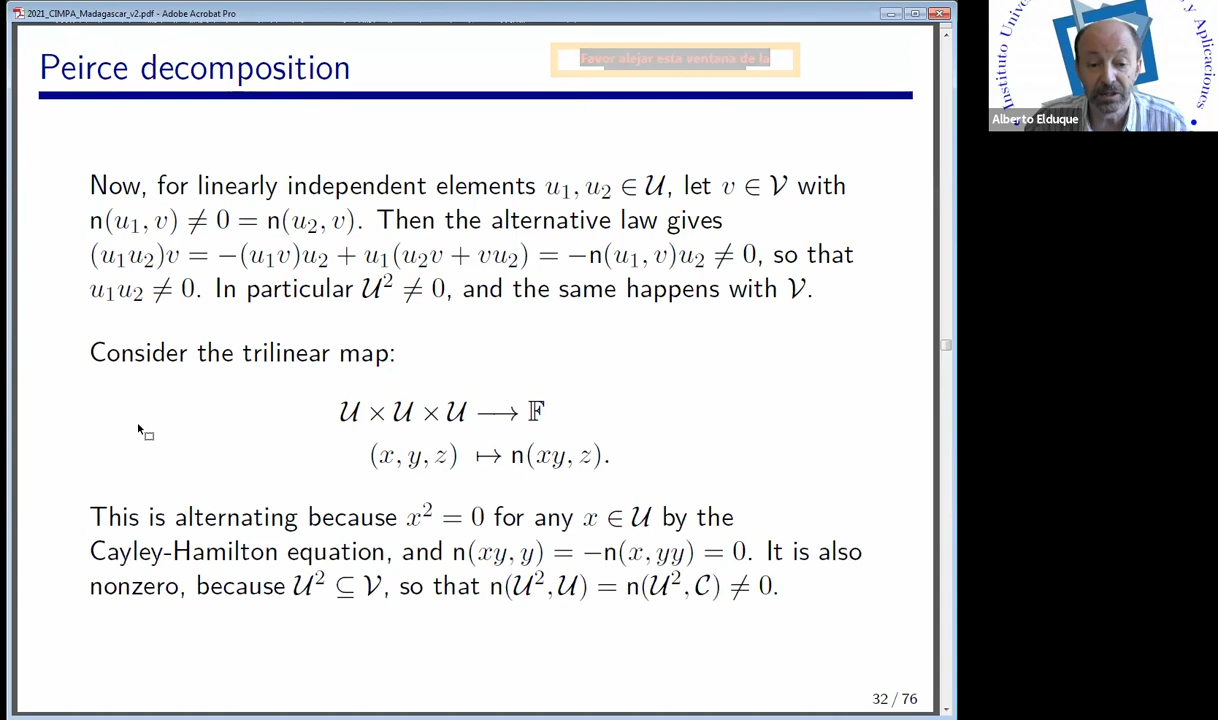 2021_CIMPA_Madagascar_v2.pdf - Adobe Acrobat Pro
Peirce decomposition
Favor alejar esta ventana de la
Now, for linearly independent elements u₁, u₂ ∈ 𝒰, let v ∈ 𝒱 with
n(u₁, v) ≠ 0 = n(u₂, v). Then the alternative law gives
(u₁u₂)v = −(u₁v)u₂ + u₁(u₂v + vu₂) = −n(u₁, v)u₂ ≠ 0, so that
u₁u₂ ≠ 0. In particular 𝒰² ≠ 0, and the same happens with 𝒱.
Consider the trilinear map:
𝒰 × 𝒰 × 𝒰 ⟶ 𝔽
(x, y, z) ↦ n(xy, z).
This is alternating because x² = 0 for any x ∈ 𝒰 by the
Cayley-Hamilton equation, and n(xy, y) = −n(x, yy) = 0. It is also
nonzero, because 𝒰² ⊆ 𝒱, so that n(𝒰², 𝒰) = n(𝒰², 𝒞) ≠ 0.
32 / 76
Instituto Univer
y Aplicaciones
Alberto Elduque